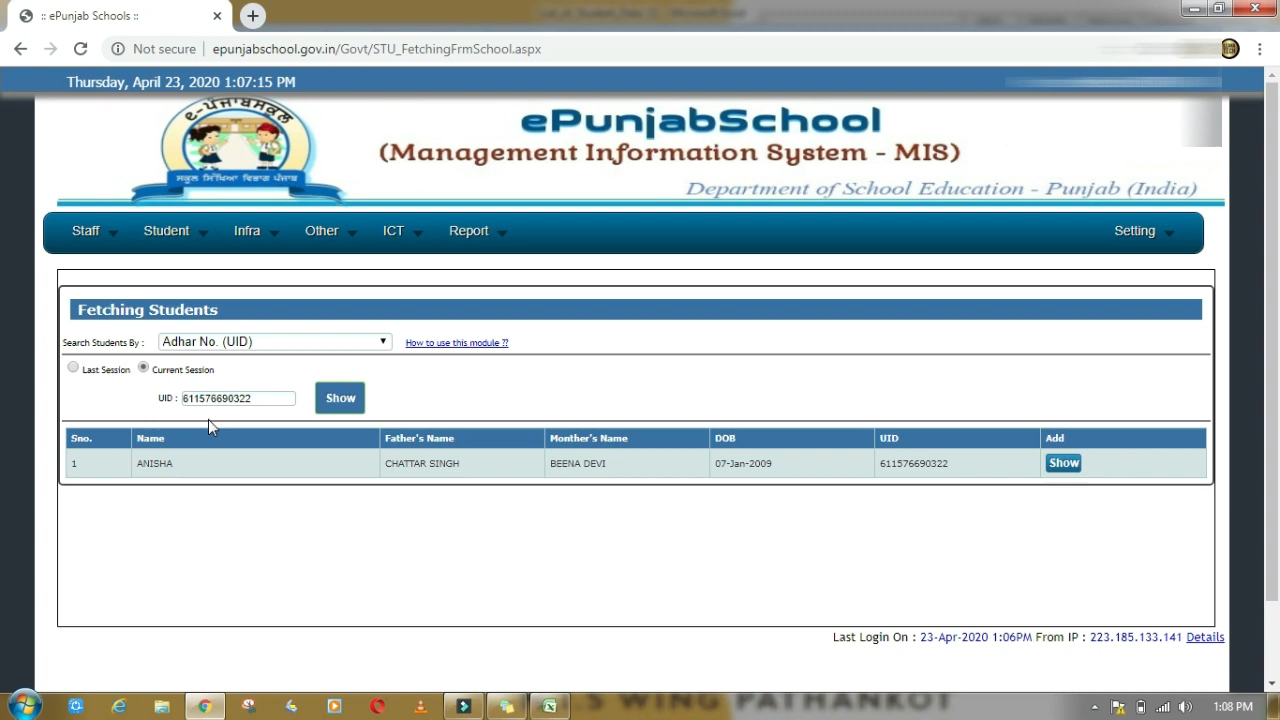 :: ePunjab Schools ::
Not secure epunjabschool.gov.in/Govt/STU_FetchingFrmSchool.aspx
Thursday, April 23, 2020 1:07:15 PM
ਈ-ਪੰਜਾਬ ਸਕੂਲ
ਸਕੂਲ ਸਿੱਖਿਆ ਵਿਭਾਗ ਪੰਜਾਬ
ePunjabSchool
(Management Information System - MIS)
Department of School Education - Punjab (India)
Staff Student Infra Other ICT Report Setting
Fetching Students
Search Students By : Adhar No. (UID) How to use this module ??
Last Session Current Session
UID : 611576690322 Show
Sno. Name Father's Name Monther's Name DOB UID Add
1 ANISHA CHATTAR SINGH BEENA DEVI 07-Jan-2009 611576690322 Show
Last Login On : 23-Apr-2020 1:06PM From IP : 223.185.133.141 Details
WING PATHANKOT
1:08 PM